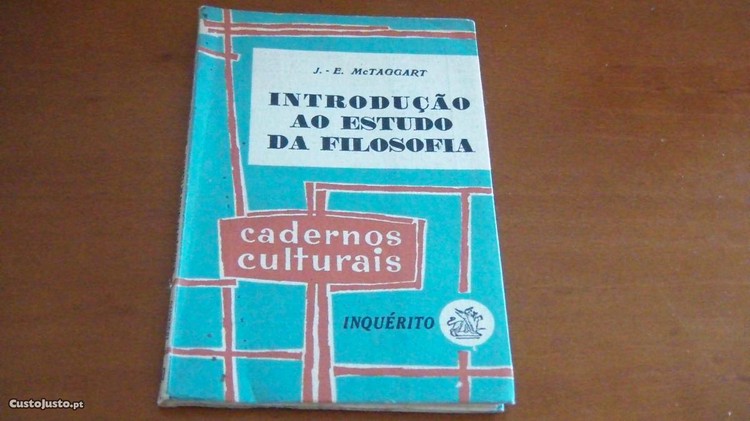 J. - E. McTAGGART
INTRODUÇÃO
AO ESTUDO
DA FILOSOFIA
cadernos
culturais
INQUÉRITO
CustoJusto.pt